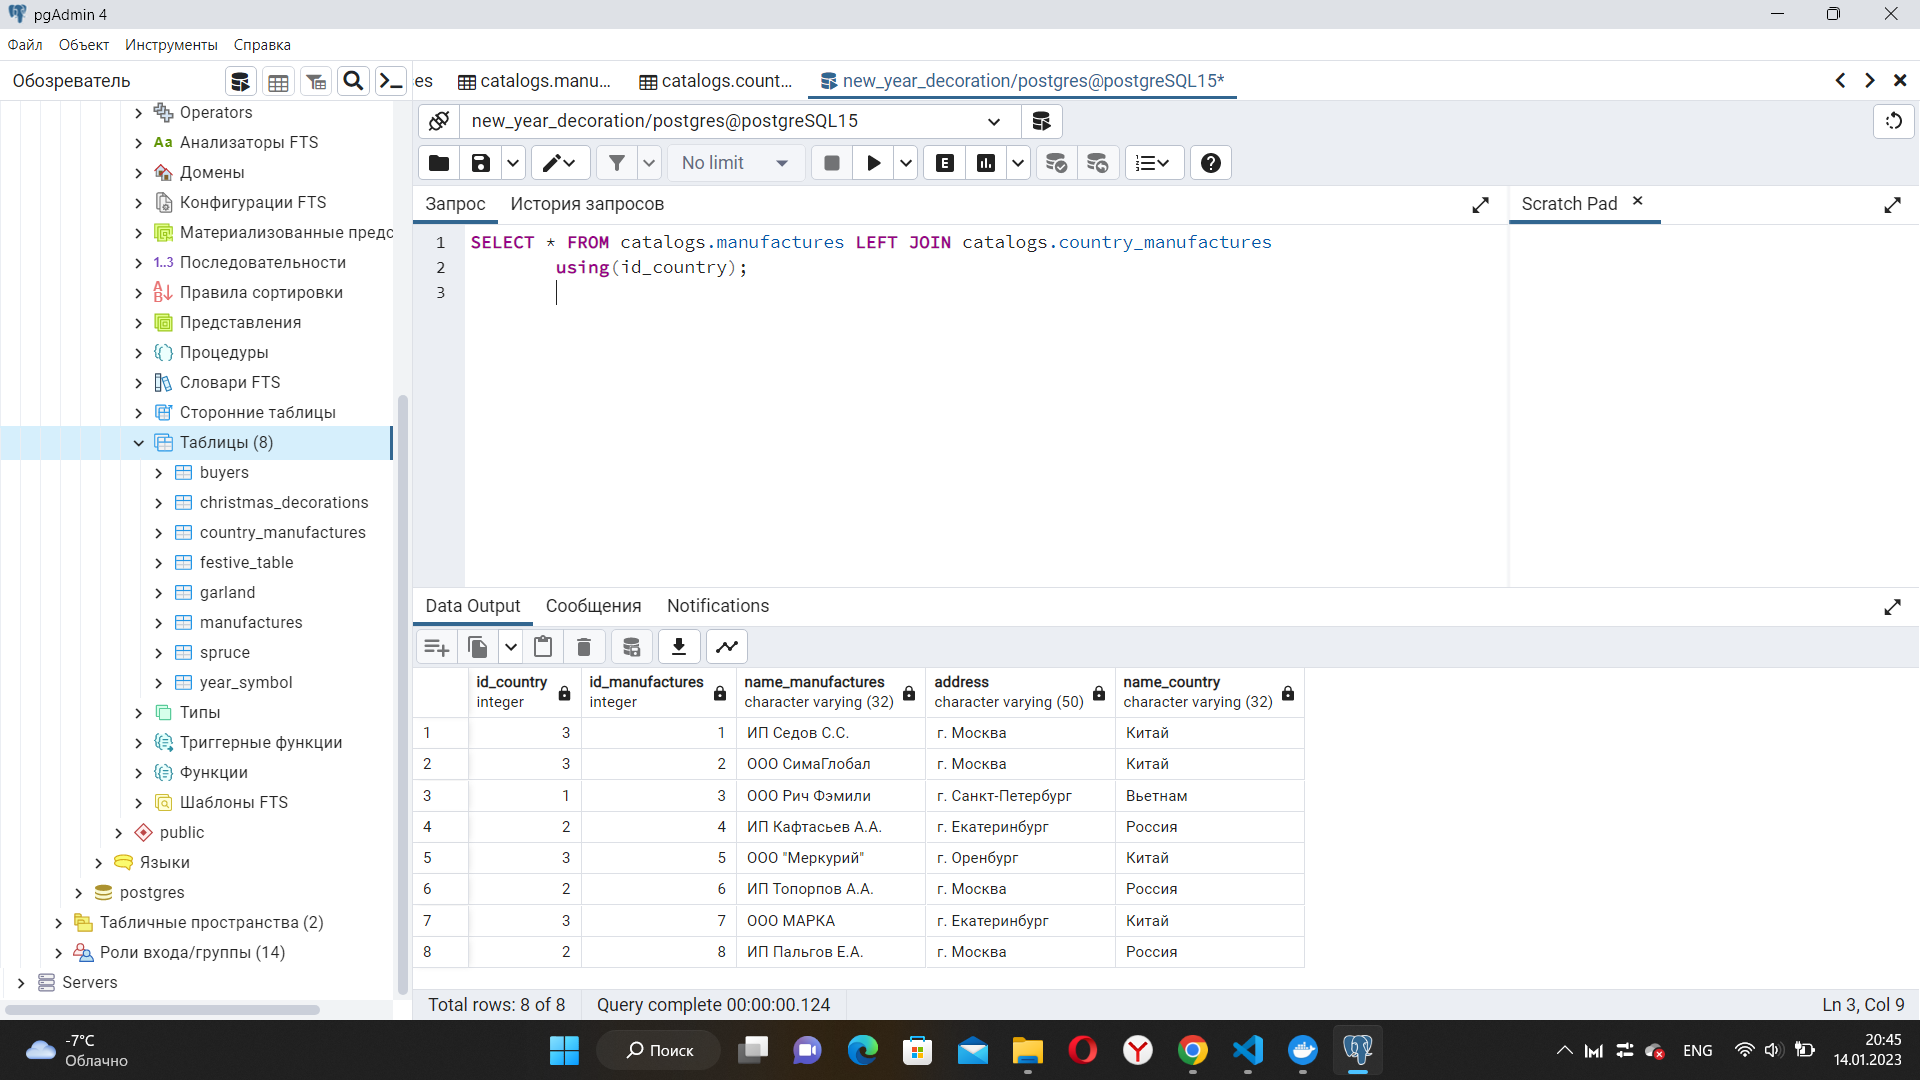 pgAdmin 4
Файл Объект Инструменты Справка
Обозреватель
es catalogs.manu... catalogs.count... new_year_decoration/postgres@postgreSQL15*
new_year_decoration/postgres@postgreSQL15
No limit
E
Запрос История запросов
Scratch Pad
1 SELECT * FROM catalogs.manufactures LEFT JOIN catalogs.country_manufactures
2 using(id_country);
3
Operators
Aa Анализаторы FTS
Домены
Конфигурации FTS
Материализованные предс
1..3 Последовательности
Правила сортировки
Представления
Процедуры
Словари FTS
Сторонние таблицы
Таблицы (8)
buyers
christmas_decorations
country_manufactures
festive_table
garland
manufactures
spruce
year_symbol
Типы
Триггерные функции
Функции
Шаблоны FTS
public
Языки
postgres
Табличные пространства (2)
Роли входа/группы (14)
Servers
Data Output Сообщения Notifications
id_country id_manufactures name_manufactures address name_country
integer integer character varying (32) character varying (50) character varying (32)
1 3 1 ИП Седов С.С. г. Москва Китай
2 3 2 ООО СимаГлобал г. Москва Китай
3 1 3 ООО Рич Фэмили г. Санкт-Петербург Вьетнам
4 2 4 ИП Кафтасьев А.А. г. Екатеринбург Россия
5 3 5 ООО "Меркурий" г. Оренбург Китай
6 2 6 ИП Топорпов А.А. г. Москва Россия
7 3 7 ООО МАРКА г. Екатеринбург Китай
8 2 8 ИП Пальгов Е.А. г. Москва Россия
Total rows: 8 of 8 Query complete 00:00:00.124 Ln 3, Col 9
-7°C
Облачно
Поиск
ENG
20:45
14.01.2023